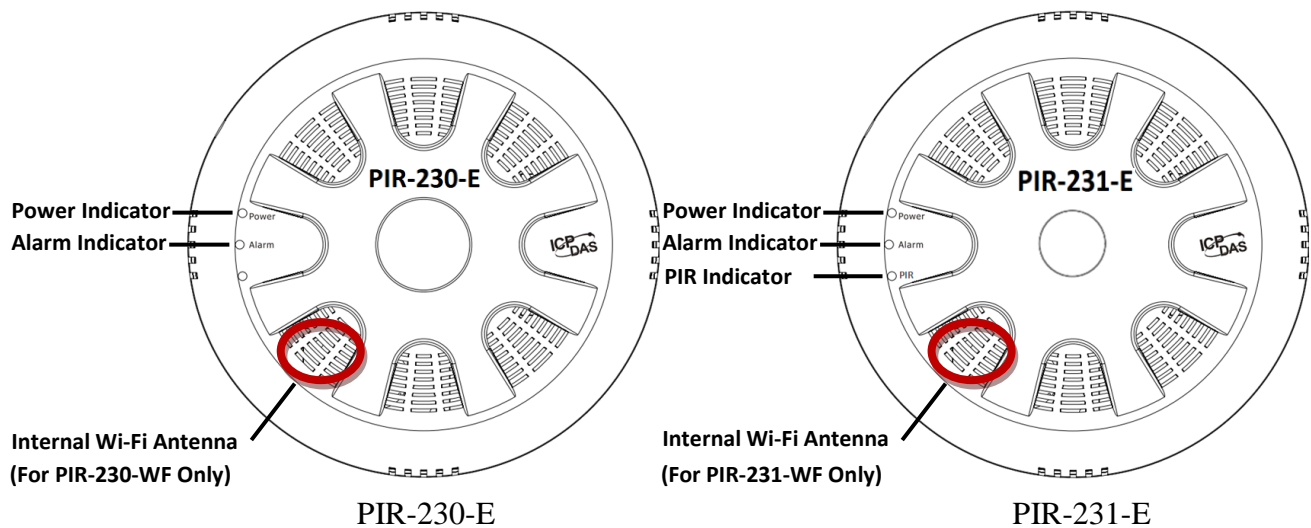 PIR-230-E
Power Indicator
Power
Alarm Indicator
Alarm
ICP DAS
Internal Wi-Fi Antenna
(For PIR-230-WF Only)
PIR-230-E
PIR-231-E
Power Indicator
Power
Alarm Indicator
Alarm
PIR Indicator
PIR
ICP DAS
Internal Wi-Fi Antenna
(For PIR-231-WF Only)
PIR-231-E